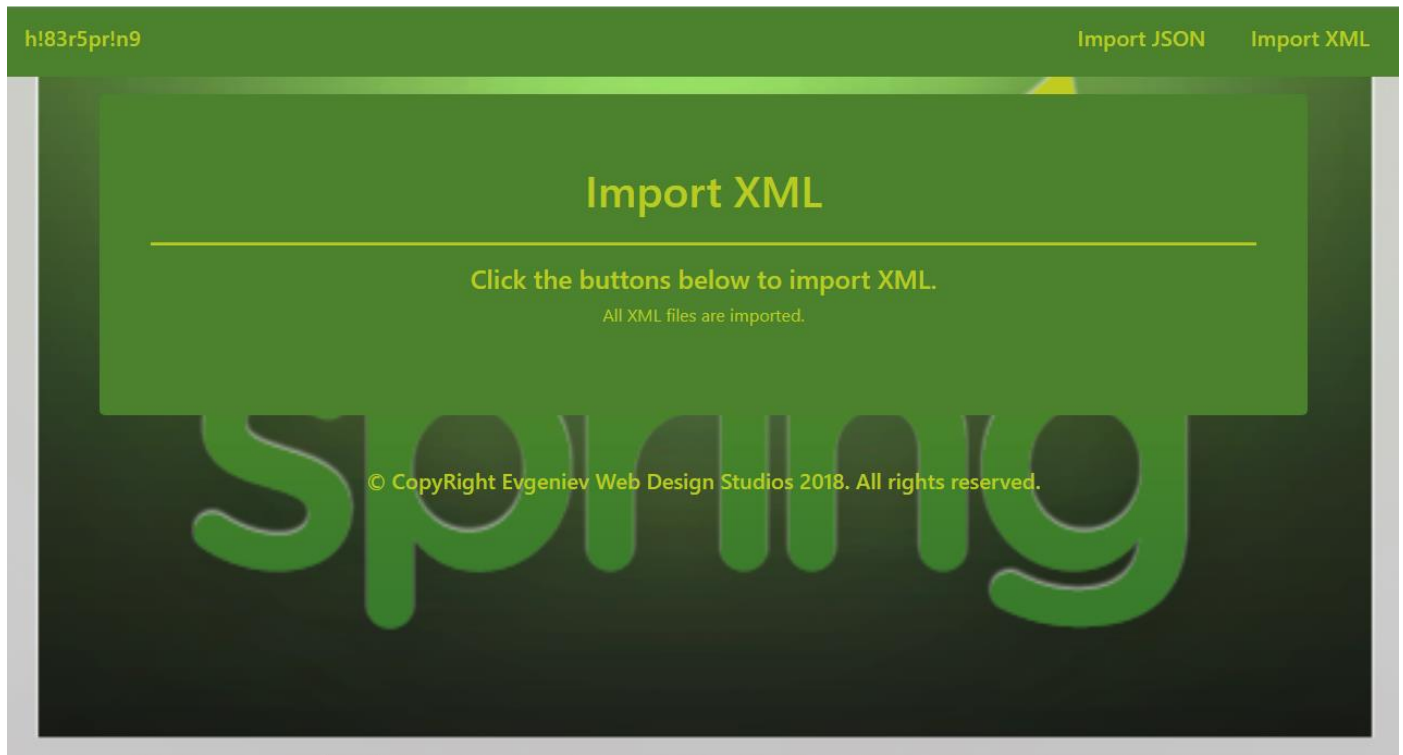 h!83r5pr!n9
Import JSON
Import XML
Import XML
Click the buttons below to import XML.
All XML files are imported.
spring
© CopyRight Evgeniev Web Design Studios 2018. All rights reserved.